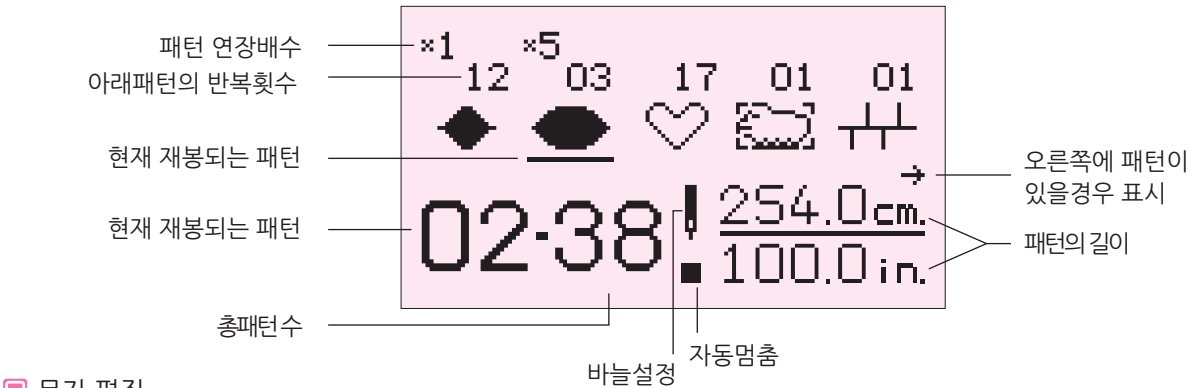 패턴 연장배수
×1 ×5
아래패턴의 반복횟수
12 03 17 01 01
현재 재봉되는 패턴
오른쪽에 패턴이
있을경우 표시
→
현재 재봉되는 패턴
02-38
254.0cm.
100.0in.
패턴의 길이
총패턴 수
자동멈춤
바늘설정